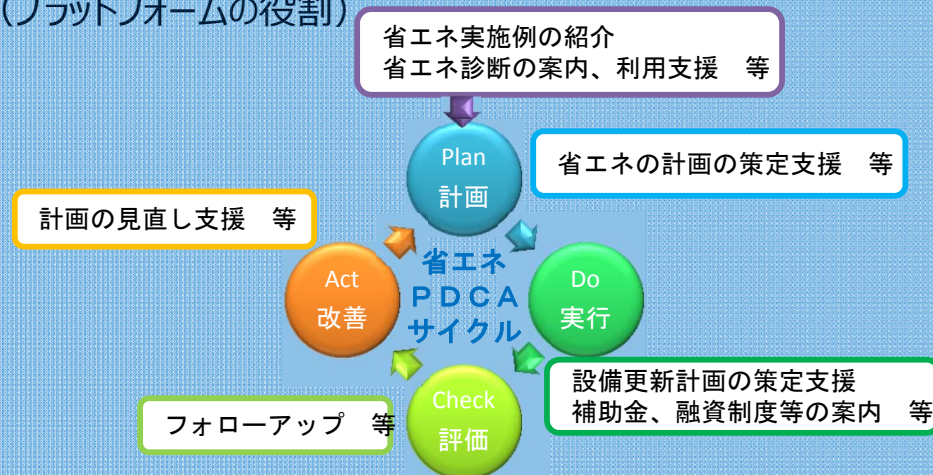 (プラットフォームの役割)
省エネ実施例の紹介
省エネ診断の案内、利用支援　等
Plan
計画
省エネの計画の策定支援　等
計画の見直し支援　等
省エネ
ＰＤＣＡ
サイクル
Act
改善
Do
実行
設備更新計画の策定支援
補助金、融資制度等の案内　等
フォローアップ　等
Check
評価